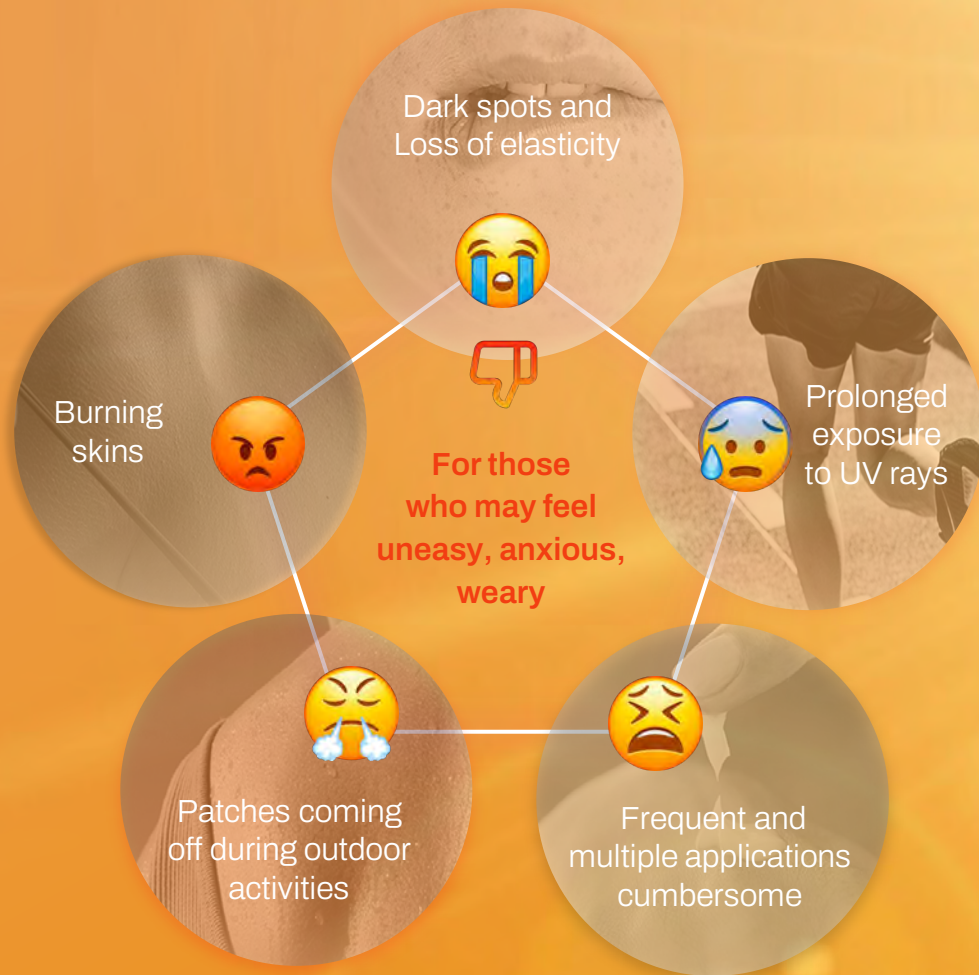 Dark spots and
Loss of elasticity
Burning
skins
Prolonged
exposure
to UV rays
For those
who may feel
uneasy, anxious,
weary
Patches coming
off during outdoor
activities
Frequent and
multiple applications
cumbersome